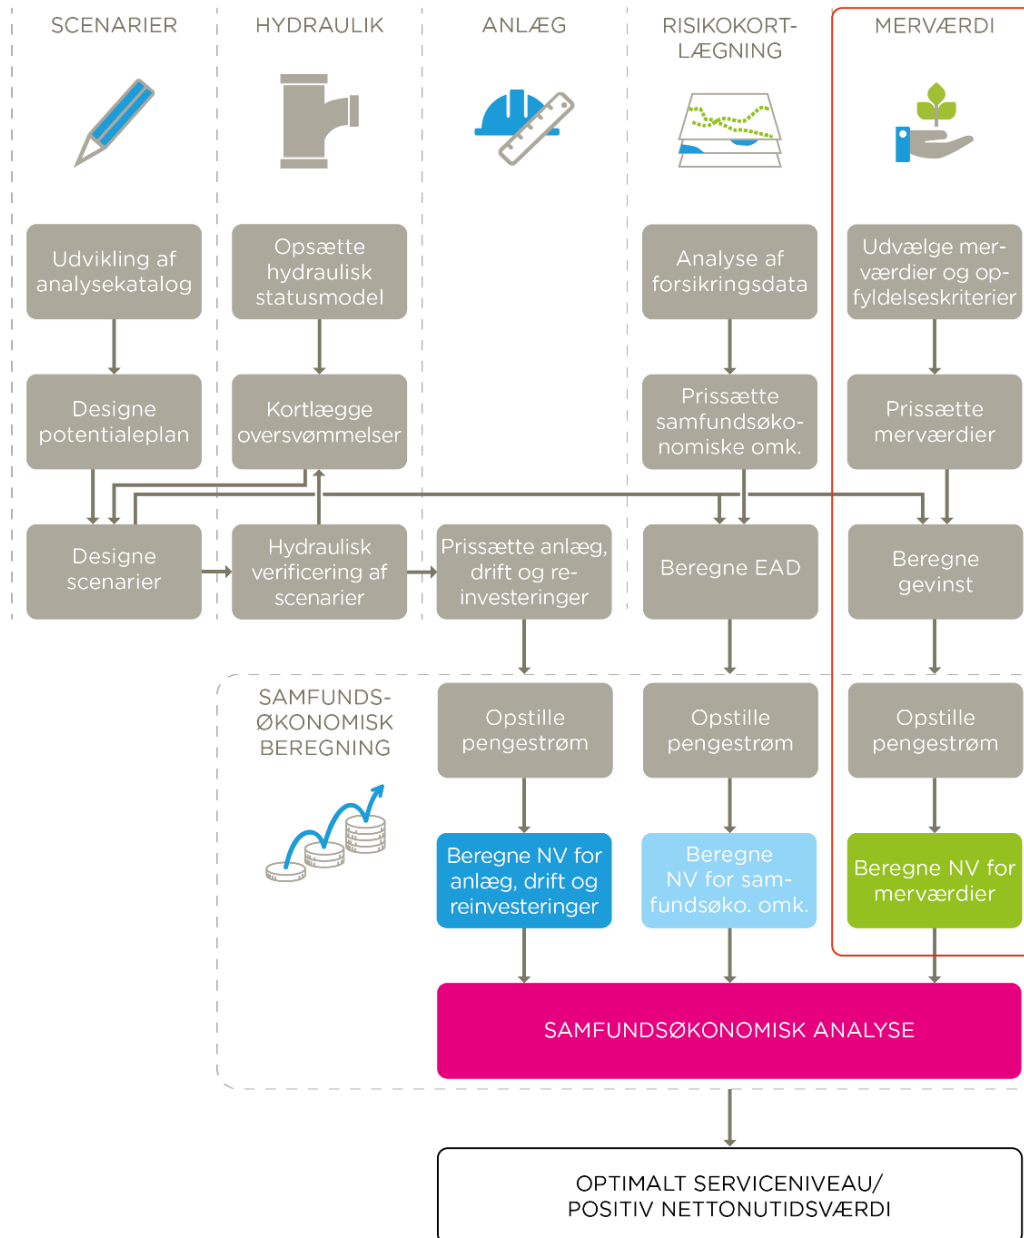 SCENARIER
HYDRAULIK
ANLÆG
RISIKOKORT-
LÆGNING
MERVÆRDI
Udvikling af
analysekatalog
Opsætte
hydraulisk
statusmodel
Analyse af
forsikringsdata
Udvælge mer-
værdier og op-
fyldelseskriterier
Designe
potentialeplan
Kortlægge
oversvømmelser
Prissætte
samfundsøko-
nomiske omk.
Prissætte
merværdier
Designe
scenarier
Hydraulisk
verificering af
scenarier
Prissætte anlæg,
drift og re-
investeringer
Beregne EAD
Beregne
gevinst
SAMFUNDS-
ØKONOMISK
BEREGNING
Opstille
pengestrøm
Opstille
pengestrøm
Opstille
pengestrøm
Beregne NV for
anlæg, drift og
reinvesteringer
Beregne
NV for sam-
fundsøko. omk.
Beregne NV for
merværdier
SAMFUNDSØKONOMISK ANALYSE
OPTIMALT SERVICENIVEAU/
POSITIV NETTONUTIDSVÆRDI